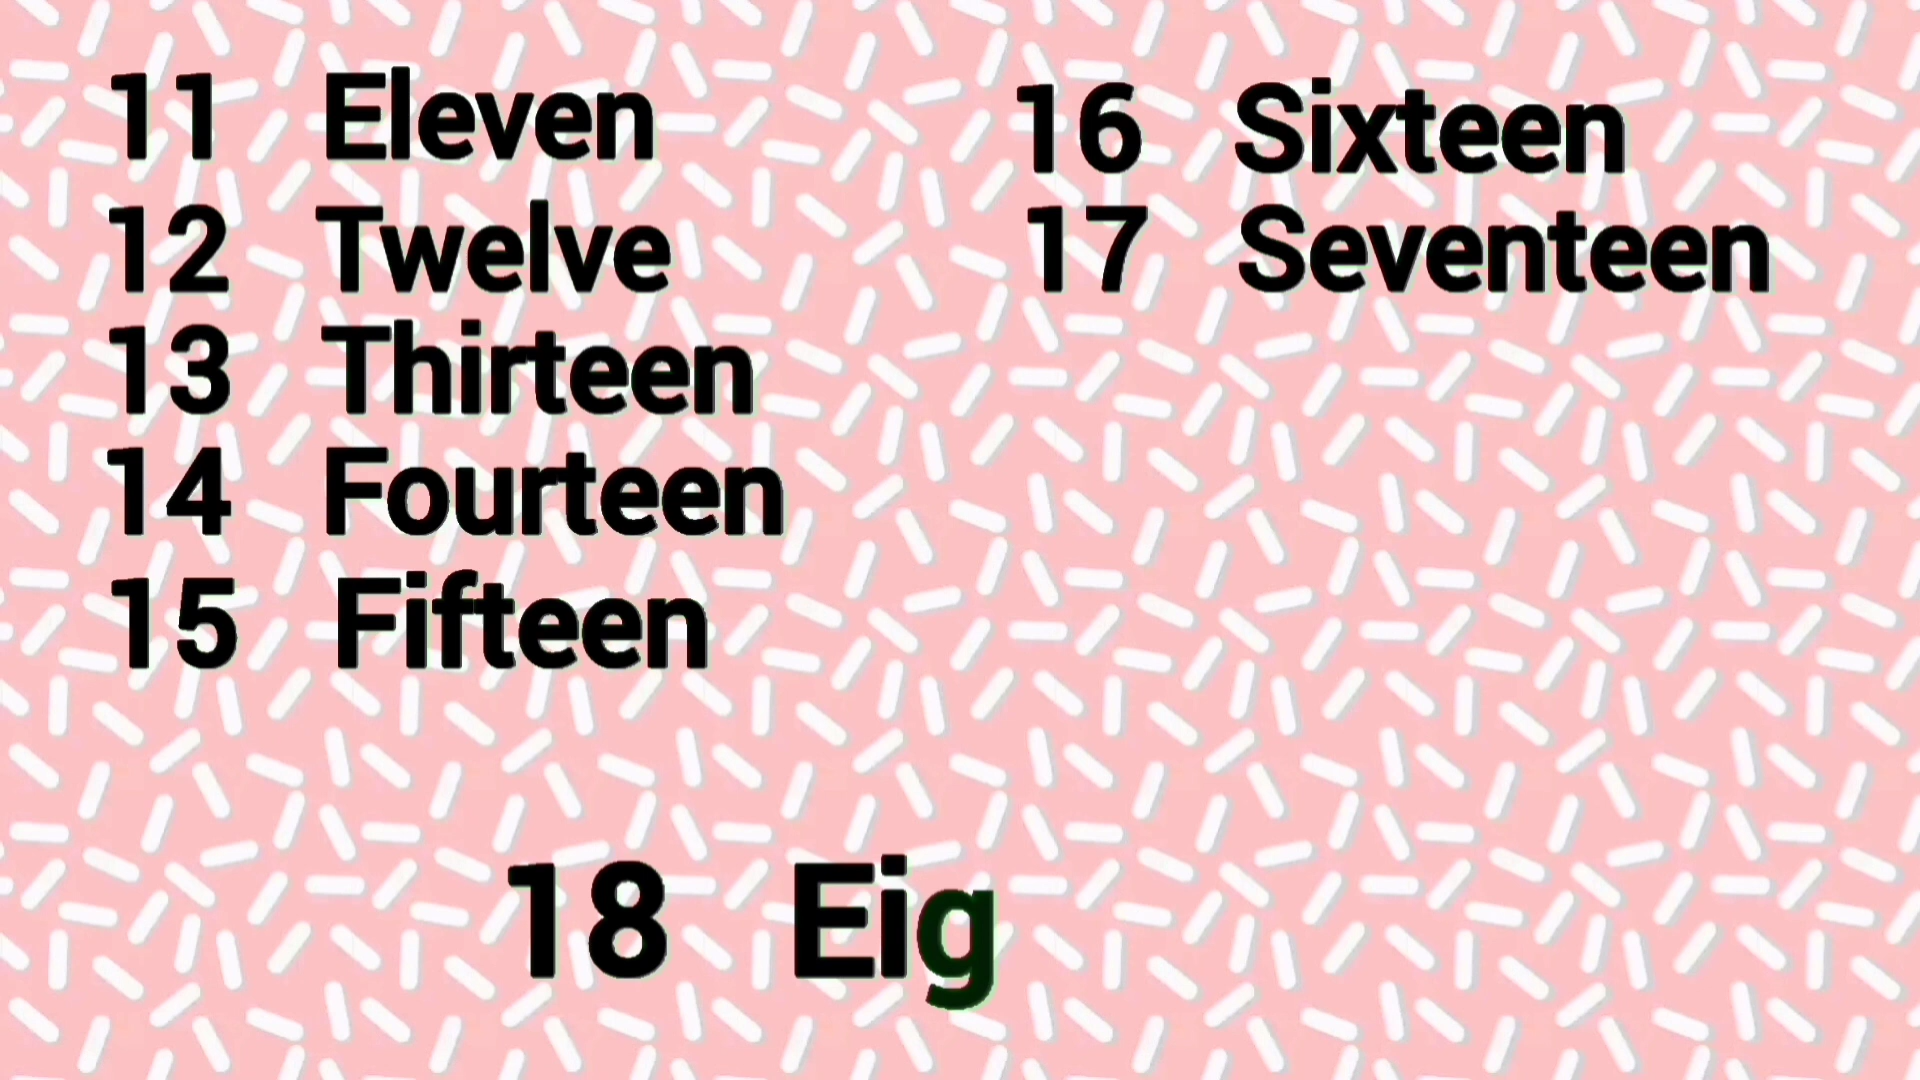 11 Eleven
12 Twelve
13 Thirteen
14 Fourteen
15 Fifteen
16 Sixteen
17 Seventeen
18 Eig